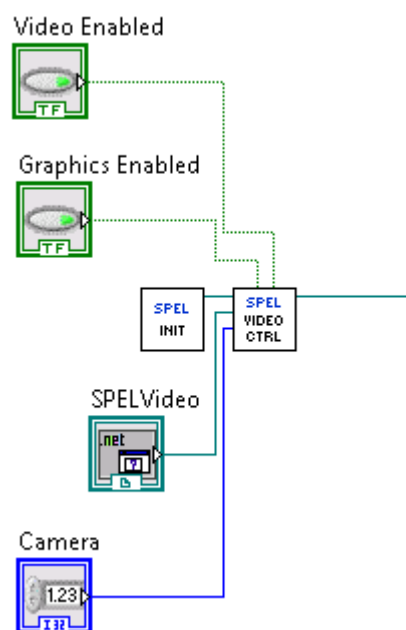 Video Enabled
TF
Graphics Enabled
TF
SPEL
INIT
SPEL
VIDEO
CTRL
SPELVideo
.net
?
Camera
1.23
I32